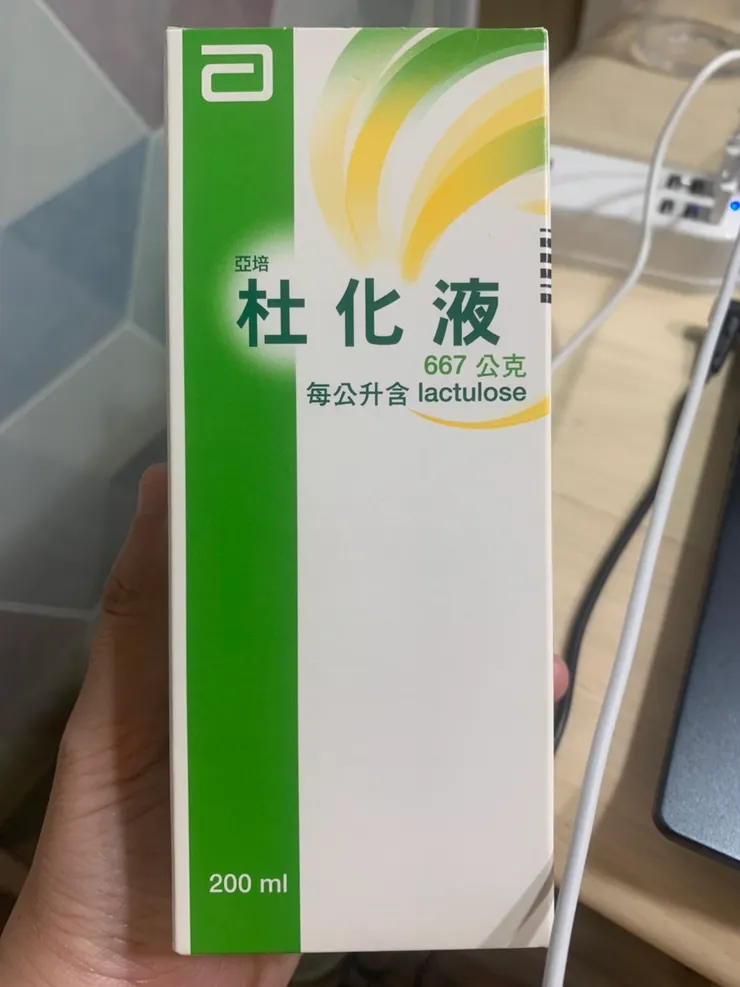 亞培
杜化液
667 公克
每公升含 lactulose
200 ml